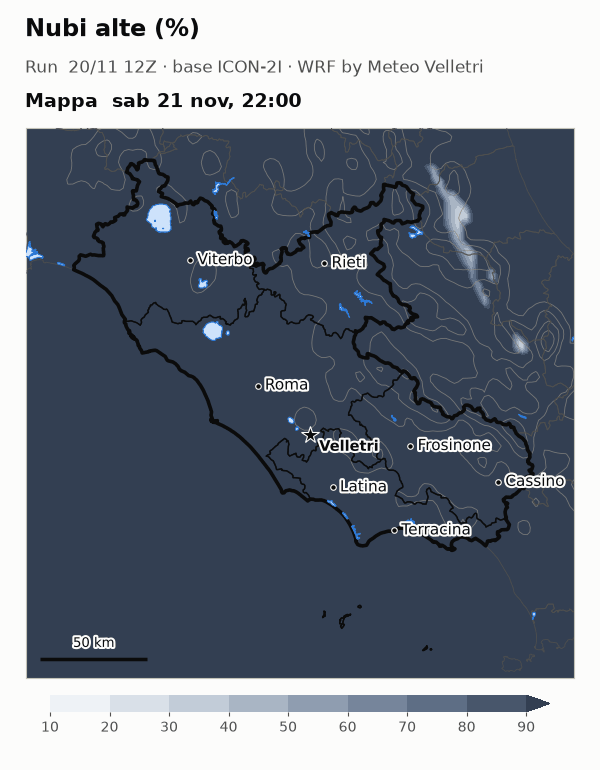 Nubi alte (%)
Run  20/11 12Z · base ICON-2I · WRF by Meteo Velletri
Mappa  sab 21 nov, 22:00
Viterbo
Rieti
Roma
Velletri
Frosinone
Cassino
Latina
Terracina
50 km
10 20 30 40 50 60 70 80 90